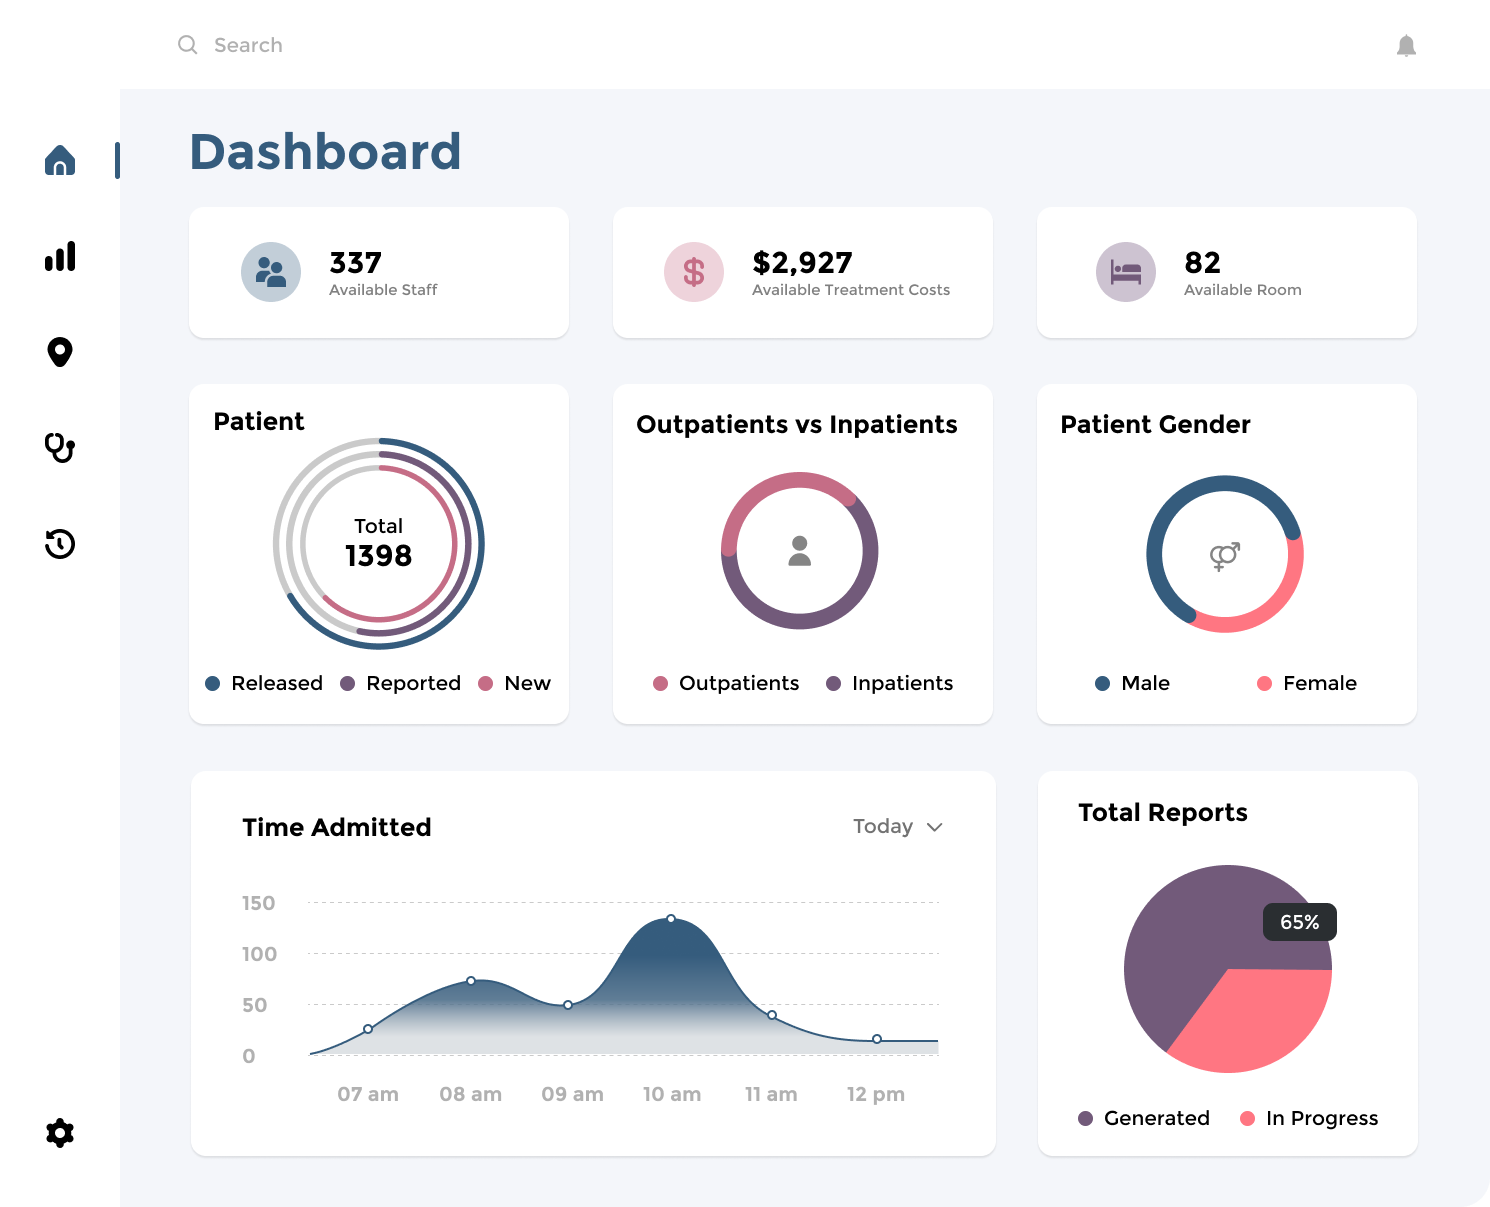 Search
Dashboard
337
Available Staff
$2,927
Available Treatment Costs
82
Available Room
Patient
Total
1398
Released
Reported
New
Outpatients vs Inpatients
Outpatients
Inpatients
Patient Gender
Male
Female
Time Admitted
Today
150
100
50
0
07 am
08 am
09 am
10 am
11 am
12 pm
Total Reports
65%
Generated
In Progress